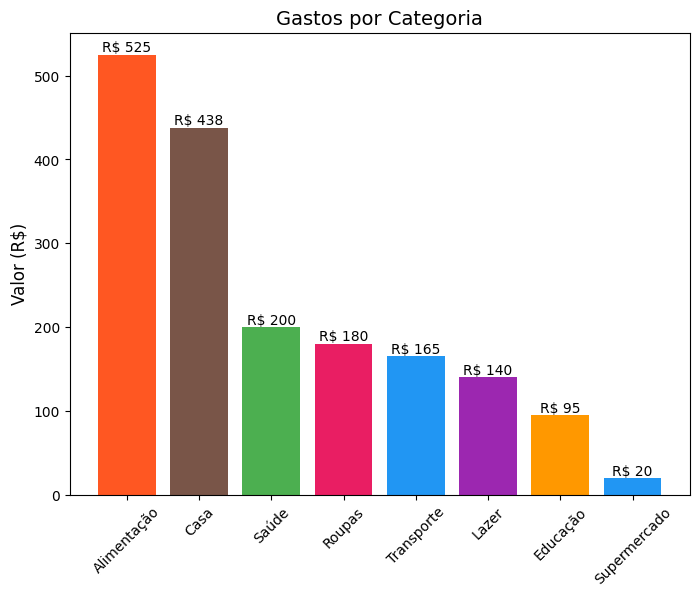 Gastos por Categoria
Valor (R$)
500
400
300
200
100
0
R$ 525
R$ 438
R$ 200
R$ 180
R$ 165
R$ 140
R$ 95
R$ 20
Alimentação
Casa
Saúde
Roupas
Transporte
Lazer
Educação
Supermercado